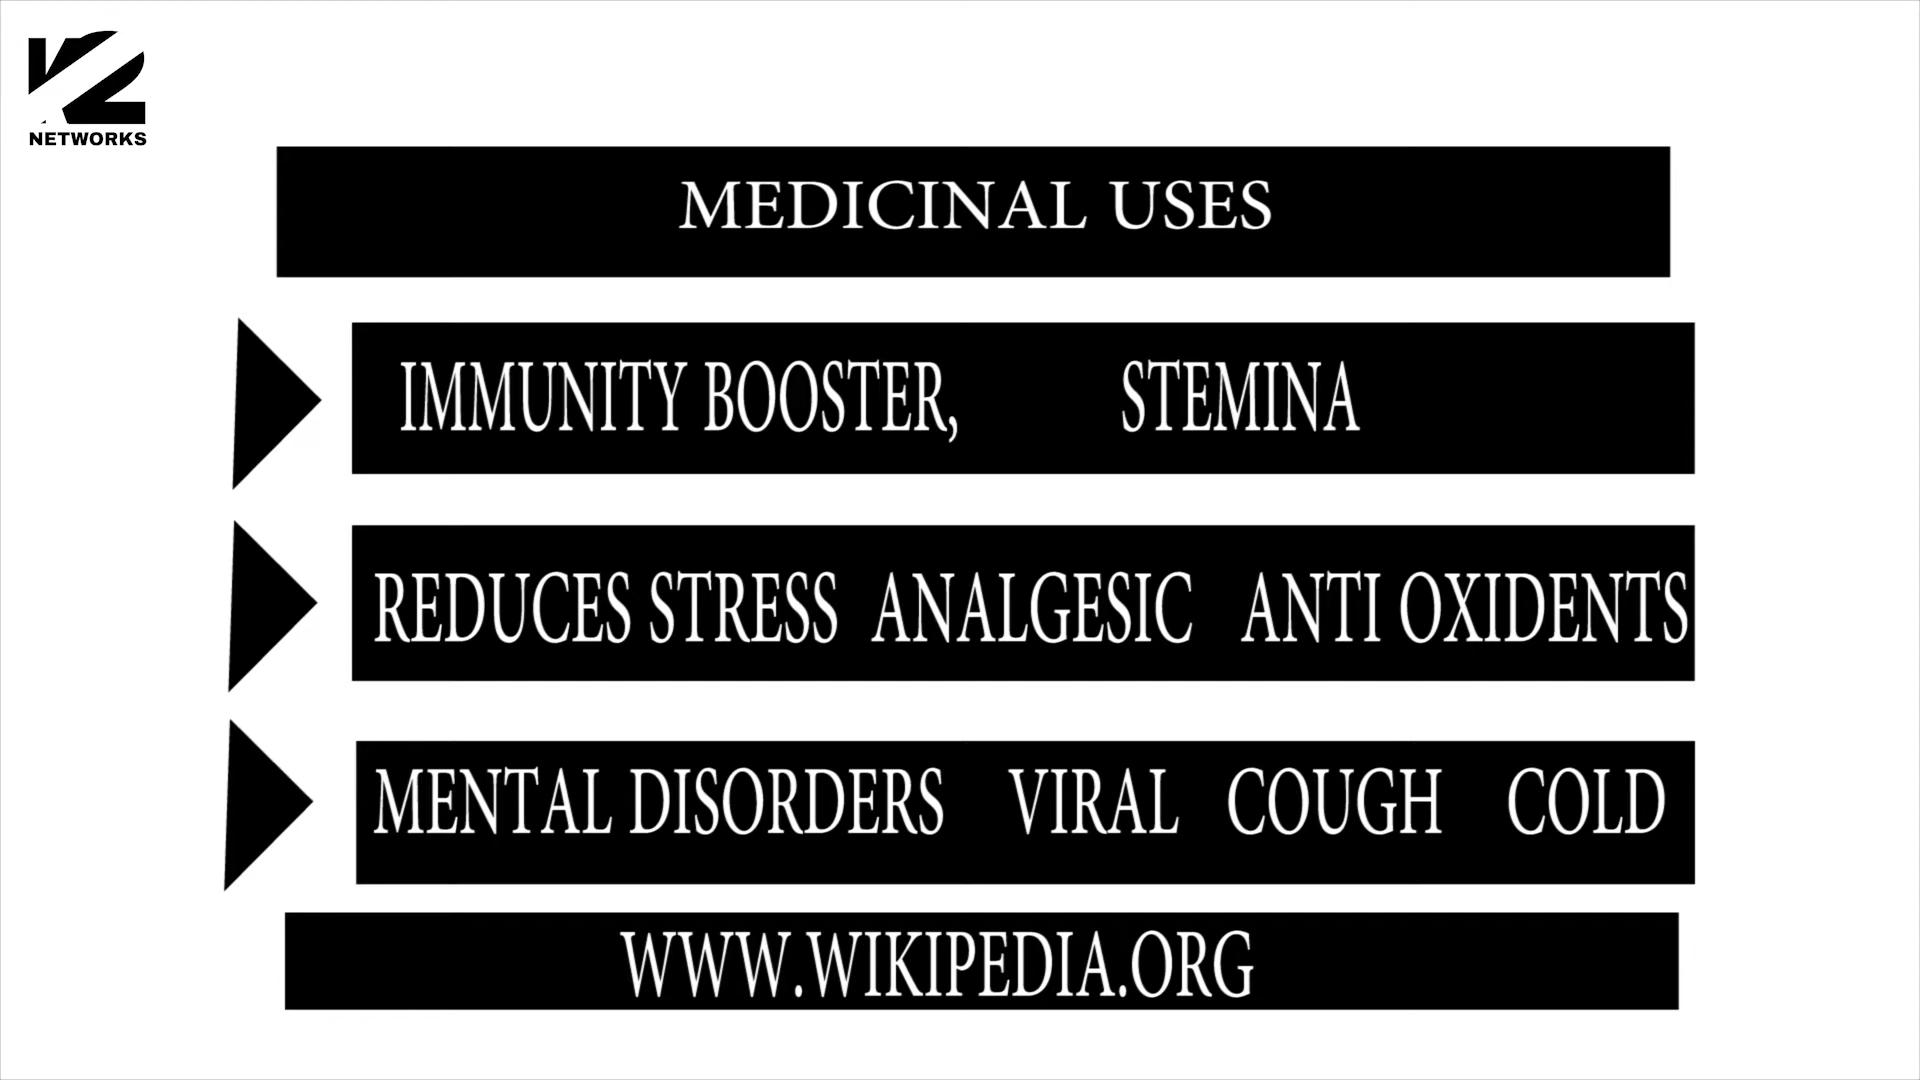 NETWORKS
MEDICINAL USES
IMMUNITY BOOSTER, STEMINA
REDUCES STRESS ANALGESIC ANTI OXIDENTS
MENTAL DISORDERS VIRAL COUGH COLD
WWW.WIKIPEDIA.ORG